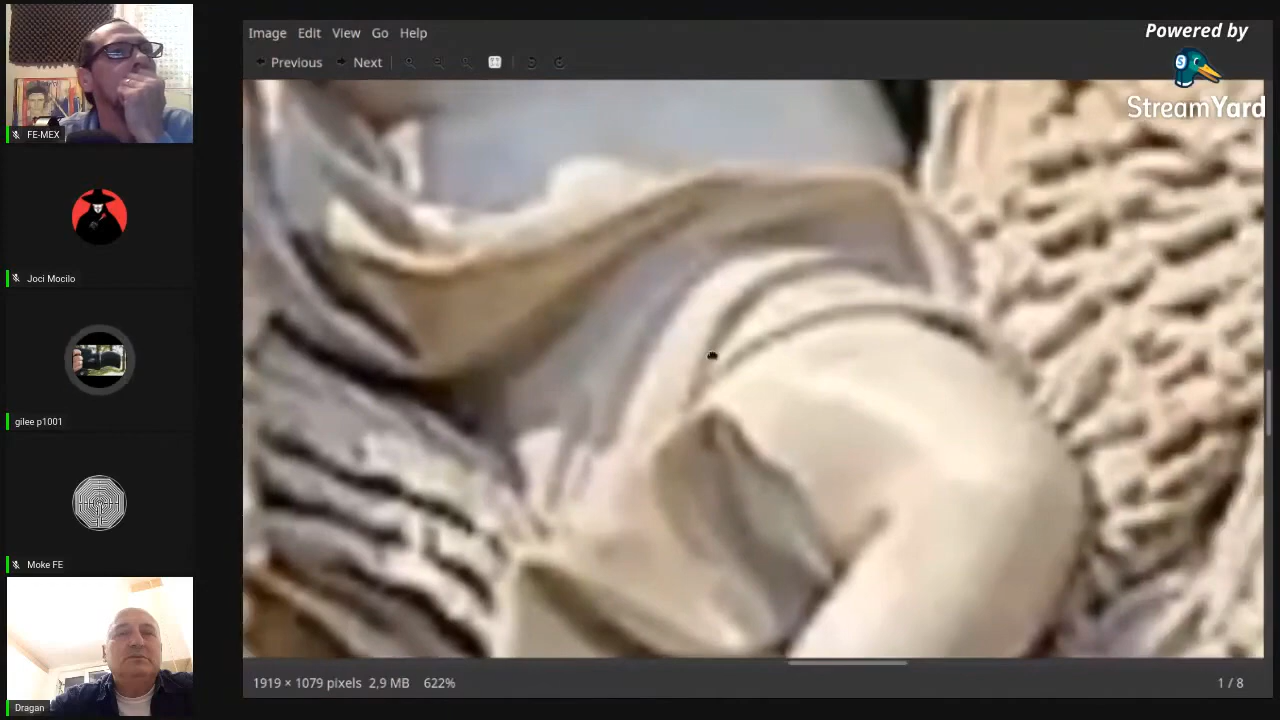 FE-MEX
Joci Mocilo
gilee p1001
Moke FE
Dragan
Image Edit View Go Help
Previous Next
Powered by
S
StreamYard
1919 × 1079 pixels 2,9 MB 622%
1 / 8